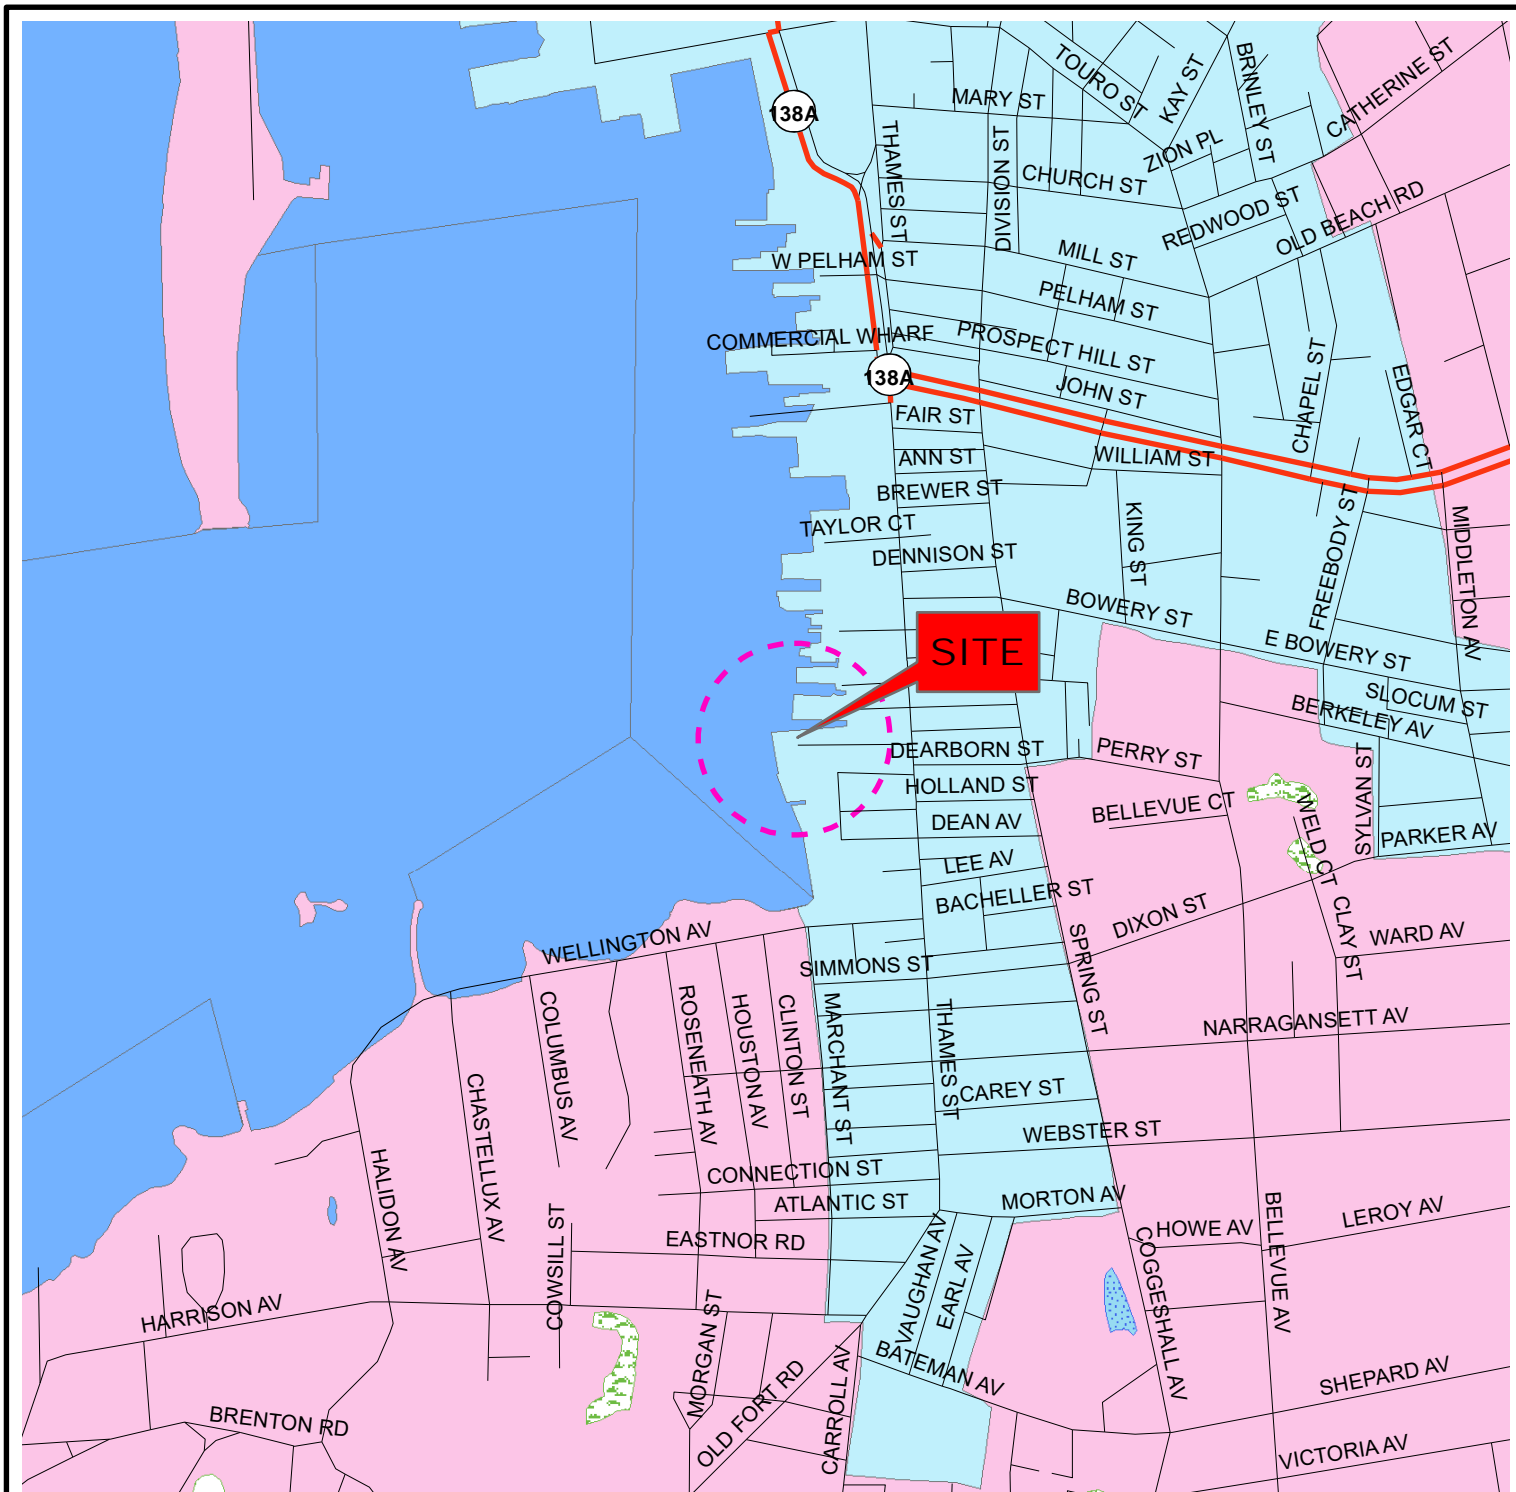 138A
TOURO ST
KAY ST
BRINLEY ST
CATHERINE ST
MARY ST
THAMES ST
DIVISION ST
ZION PL
CHURCH ST
REDWOOD ST
OLD BEACH RD
W PELHAM ST
MILL ST
PELHAM ST
COMMERCIAL WHARF
PROSPECT HILL ST
138A
JOHN ST
CHAPEL ST
EDGAR CT
FAIR ST
ANN ST
WILLIAM ST
BREWER ST
TAYLOR CT
KING ST
FREEBODY ST
MIDDLETON AV
DENNISON ST
BOWERY ST
E BOWERY ST
SITE
SLOCUM ST
BERKELEY AV
DEARBORN ST
PERRY ST
SYLVAN ST
HOLLAND ST
BELLEVUE CT
WELD CT
DEAN AV
PARKER AV
LEE AV
BACHELLER ST
DIXON ST
CLAY ST
WARD AV
WELLINGTON AV
SPRING ST
SIMMONS ST
COLUMBUS AV
ROSENEATH AV
HOUSTON AV
CLINTON ST
MARCHANT ST
THAMES ST
NARRAGANSETT AV
CHASTELLUX AV
CAREY ST
WEBSTER ST
HALIDON AV
CONNECTION ST
ATLANTIC ST
MORTON AV
BELLEVUE AV
LEROY AV
HOWE AV
COWSILL ST
EASTNOR RD
VAUGHAN AV
EARL AV
COGGESHALL AV
HARRISON AV
MORGAN ST
BATEMAN AV
OLD FORT RD
CARROLL AV
SHEPARD AV
BRENTON RD
VICTORIA AV